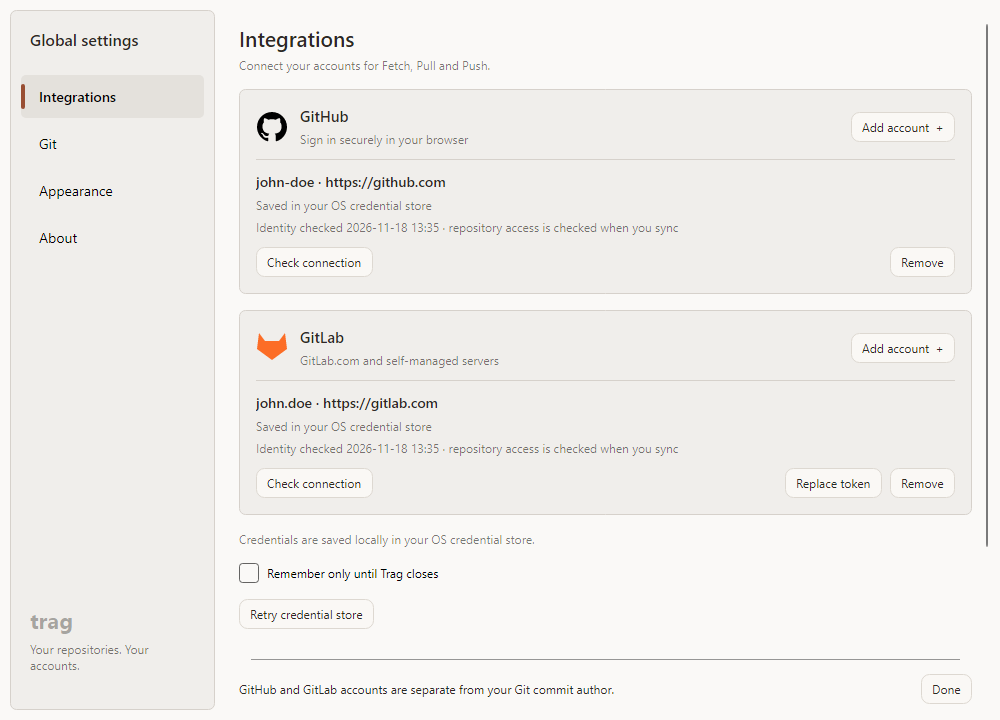 Global settings
Integrations
Git
Appearance
About
trag
Your repositories. Your
accounts.
Integrations
Connect your accounts for Fetch, Pull and Push.
GitHub
Sign in securely in your browser
Add account +
john-doe · https://github.com
Saved in your OS credential store
Identity checked 2026-11-18 13:35 · repository access is checked when you sync
Check connection
Remove
GitLab
GitLab.com and self-managed servers
Add account +
john.doe · https://gitlab.com
Saved in your OS credential store
Identity checked 2026-11-18 13:35 · repository access is checked when you sync
Check connection
Replace token
Remove
Credentials are saved locally in your OS credential store.
Remember only until Trag closes
Retry credential store
GitHub and GitLab accounts are separate from your Git commit author.
Done